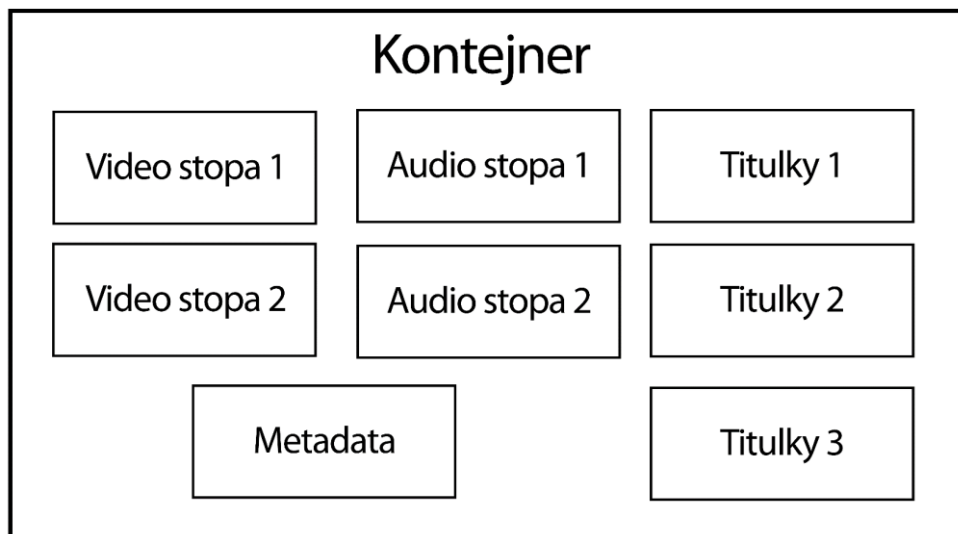 Kontejner
Video stopa 1
Audio stopa 1
Titulky 1
Video stopa 2
Audio stopa 2
Titulky 2
Metadata
Titulky 3